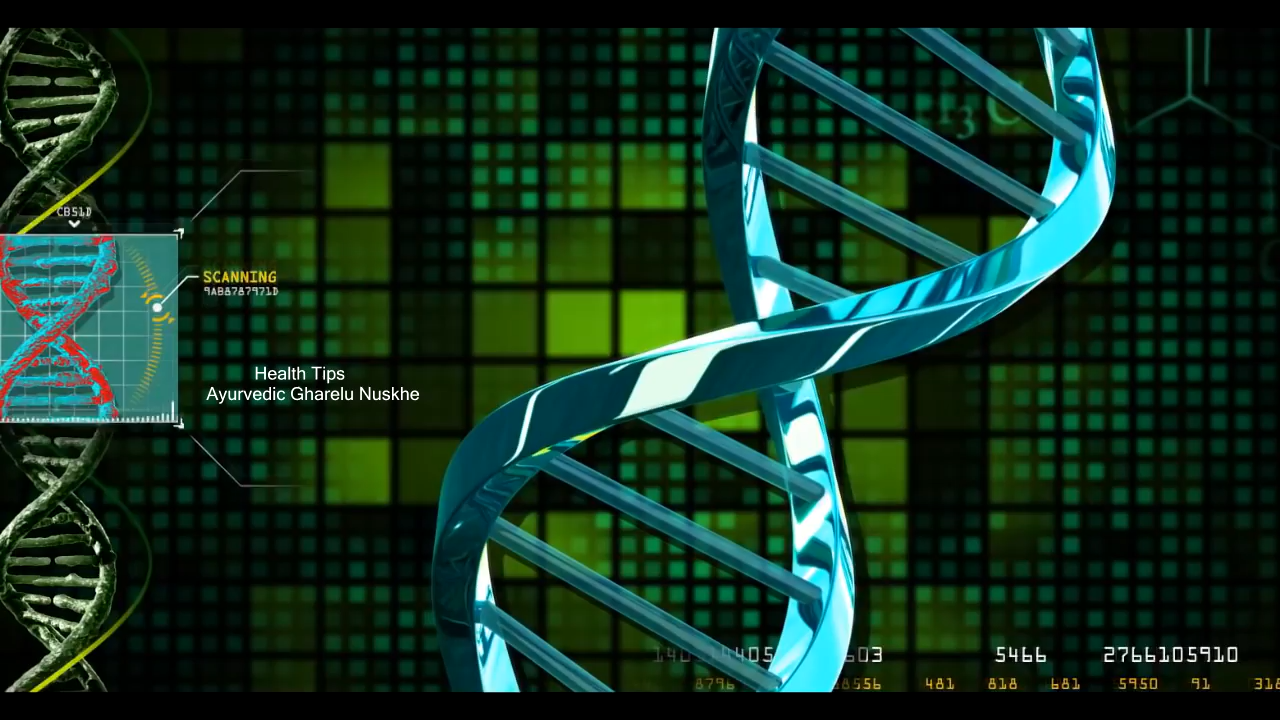 CB51D
SCANNING
9AB8787971D
Health Tips
Ayurvedic Gharelu Nuskhe
5466 2766105910
481 818 681 5950 91